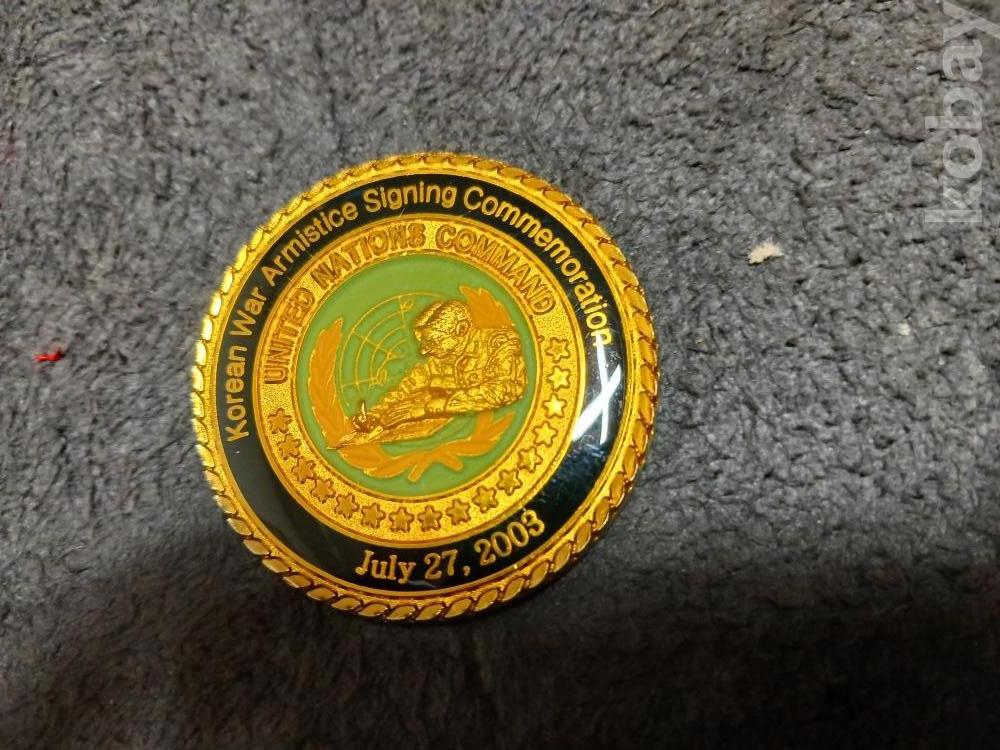 Korean War Armistice Signing Commemoration
UNITED NATIONS COMMAND
July 27, 2003
kobay